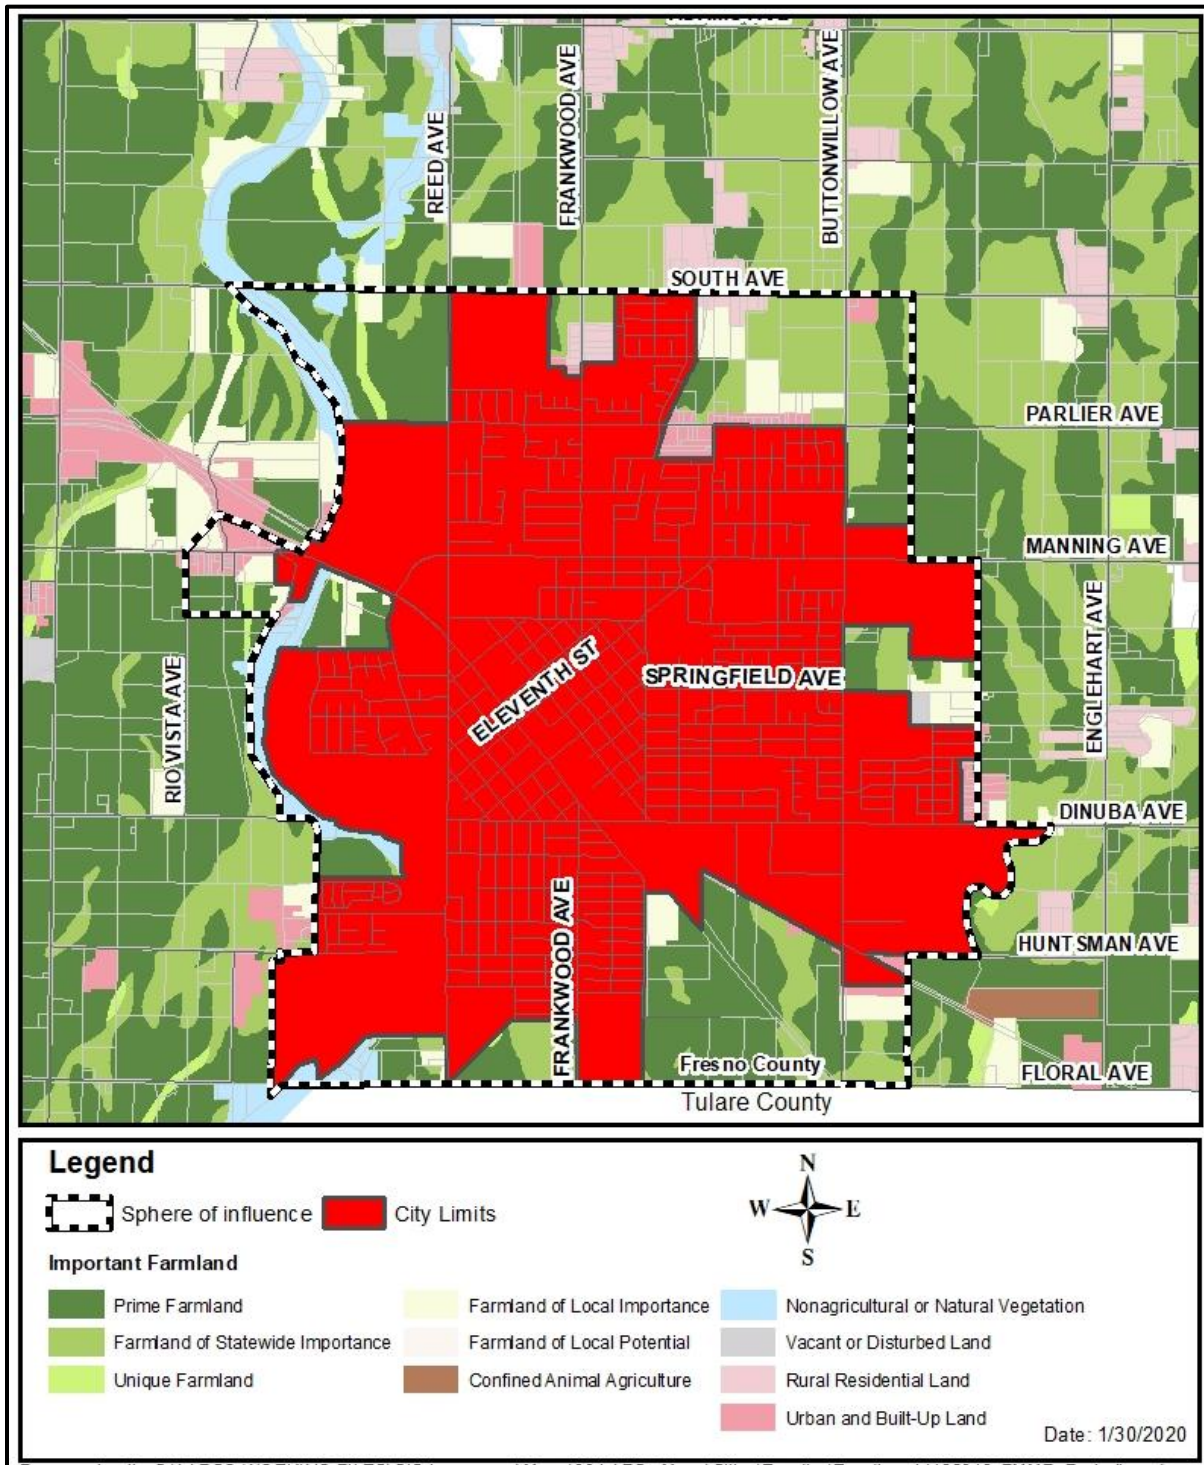 REED AVE
FRANKWOOD AVE
BUTTONWILLOW AVE
SOUTH AVE
PARLIER AVE
MANNING AVE
ENGLEHART AVE
ELEVENTH ST
SPRINGFIELD AVE
RIO VISTA AVE
DINUBA AVE
FRANKWOOD AVE
HUNTSMAN AVE
Fresno County
FLORAL AVE
Tulare County
Legend
Sphere of influence
City Limits
N
W E
S
Important Farmland
Prime Farmland
Farmland of Statewide Importance
Unique Farmland
Farmland of Local Importance
Farmland of Local Potential
Confined Animal Agriculture
Nonagricultural or Natural Vegetation
Vacant or Disturbed Land
Rural Residential Land
Urban and Built-Up Land
Date: 1/30/2020